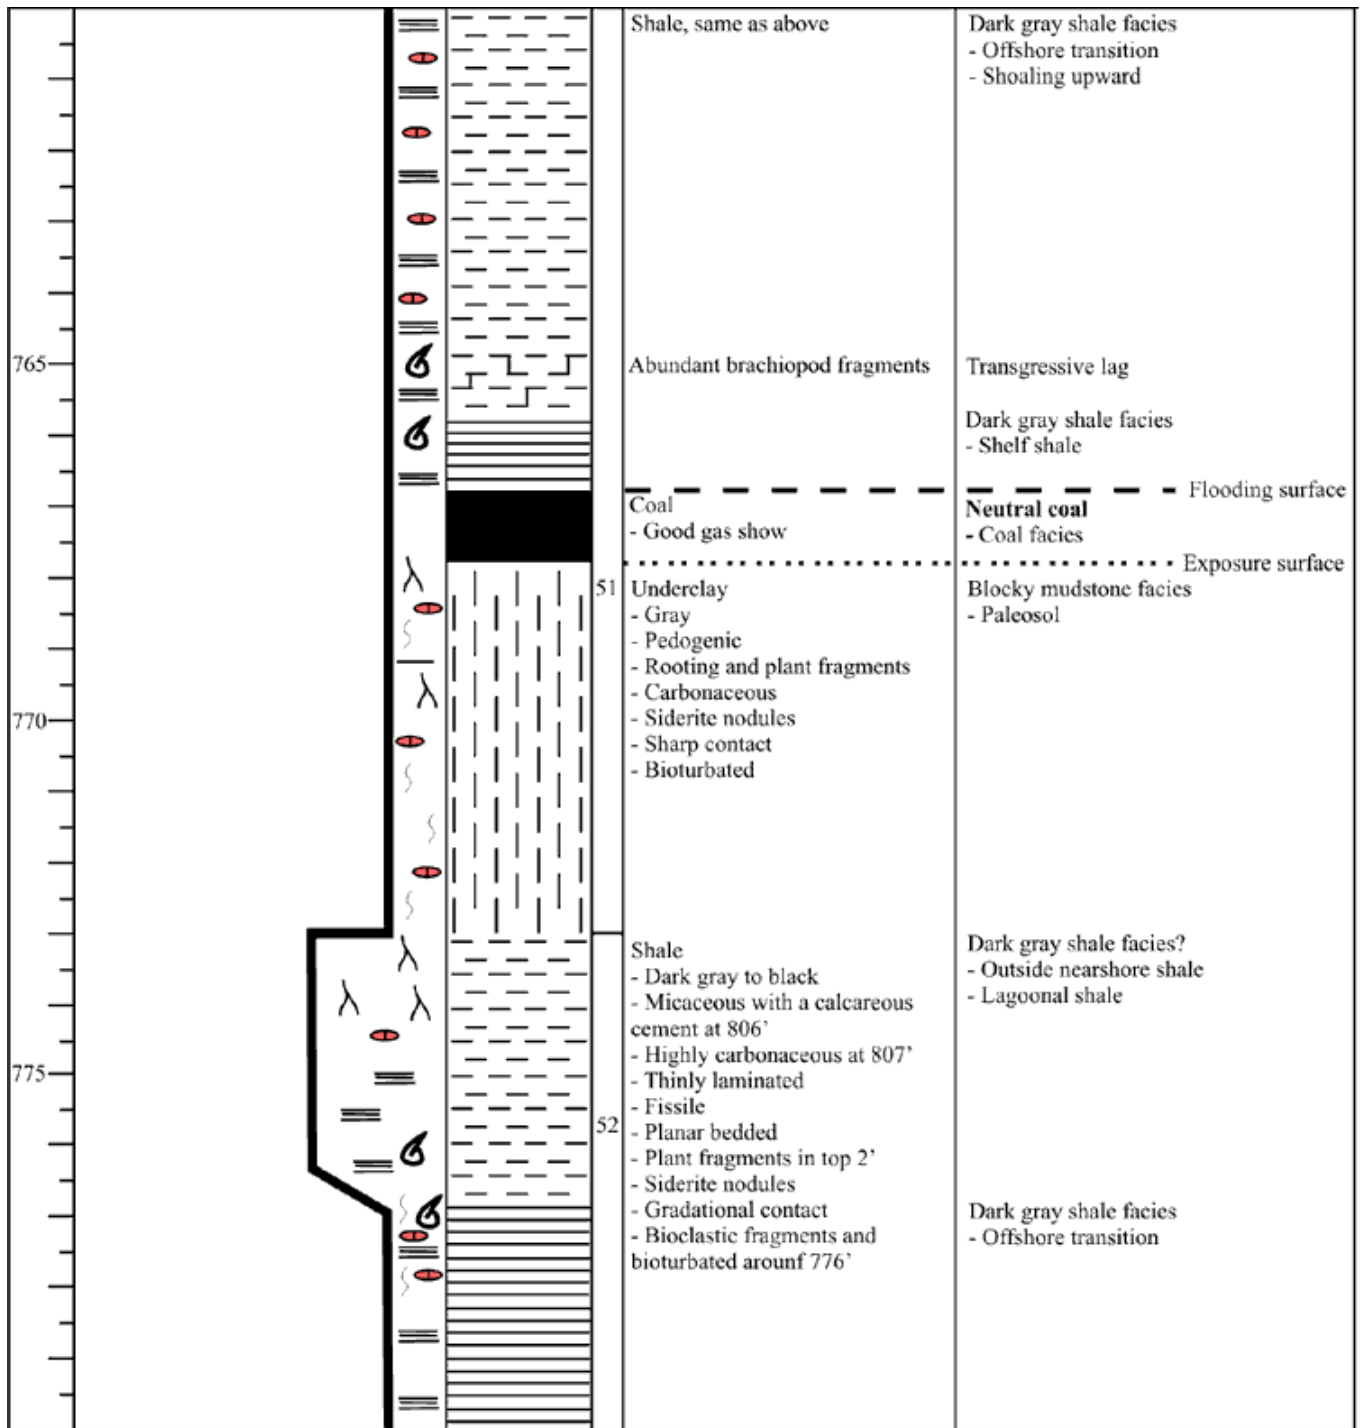 Shale, same as above
Dark gray shale facies
- Offshore transition
- Shoaling upward
765
Abundant brachiopod fragments
Transgressive lag
Dark gray shale facies
- Shelf shale
Flooding surface
Coal
- Good gas show
Neutral coal
- Coal facies
Exposure surface
51
Underclay
- Gray
- Pedogenic
- Rooting and plant fragments
- Carbonaceous
- Siderite nodules
- Sharp contact
- Bioturbated
Blocky mudstone facies
- Paleosol
770
Shale
- Dark gray to black
- Micaceous with a calcareous
cement at 806’
- Highly carbonaceous at 807’
- Thinly laminated
- Fissile
- Planar bedded
- Plant fragments in top 2’
- Siderite nodules
- Gradational contact
- Bioclastic fragments and
bioturbated arounf 776’
Dark gray shale facies?
- Outside nearshore shale
- Lagoonal shale
775
52
Dark gray shale facies
- Offshore transition